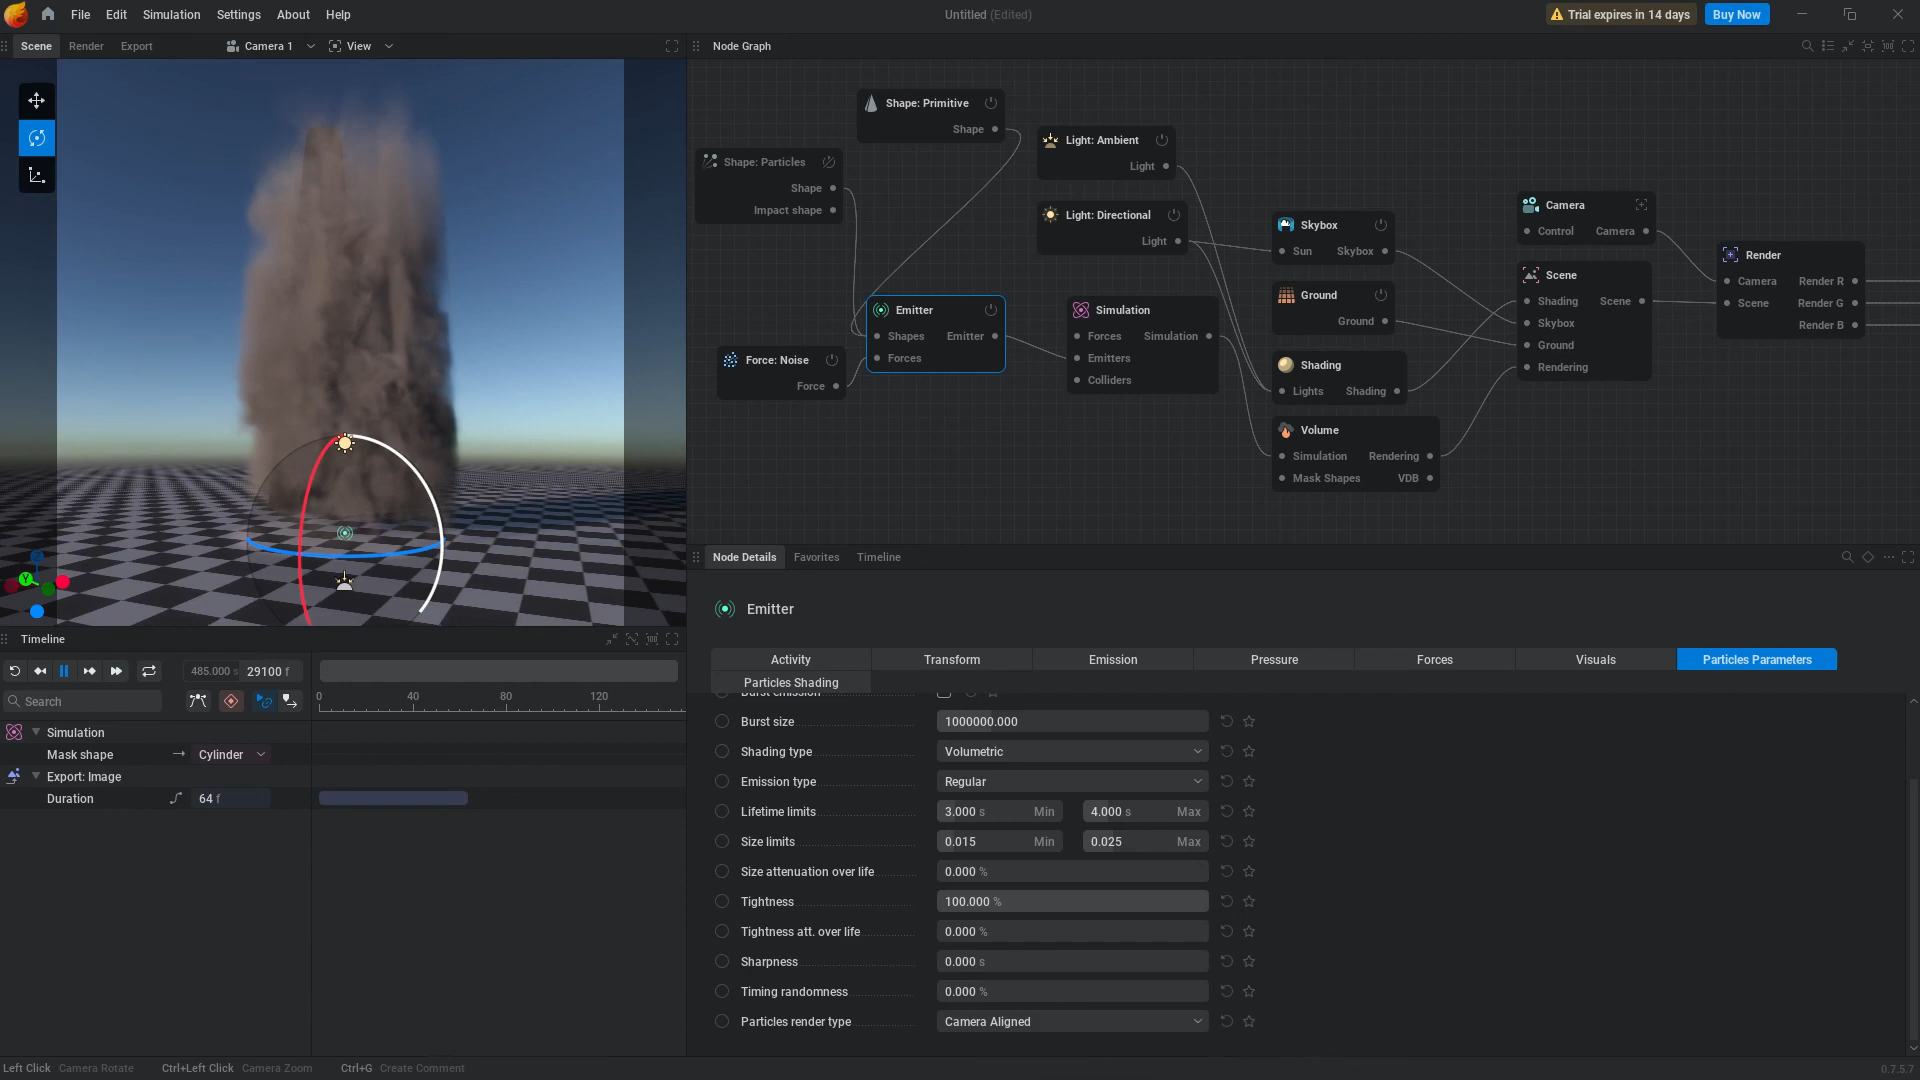 File Edit Simulation Settings About Help
Untitled (Edited)
Trial expires in 14 days
Buy Now
Scene Render Export
Camera 1
View
Node Graph
Shape: Primitive
Shape
Shape: Particles
Shape
Impact shape
Light: Ambient
Light
Light: Directional
Light
Skybox
Sun Skybox
Ground
Ground
Camera
Control Camera
Scene
Shading Scene
Skybox
Ground
Rendering
Render
Camera Render R
Scene Render G
Render B
Emitter
Shapes Emitter
Forces
Force: Noise
Force
Simulation
Forces Simulation
Emitters
Colliders
Shading
Lights Shading
Volume
Simulation Rendering
Mask Shapes VDB
Y
Timeline
485.000 s 29100 f
Search
0 40 80 120
Simulation
Mask shape Cylinder
Export: Image
Duration 64 f
Node Details Favorites Timeline
Emitter
Activity Transform Emission Pressure Forces Visuals Particles Parameters
Particles Shading
Burst emission
Burst size 1000000.000
Shading type Volumetric
Emission type Regular
Lifetime limits 3.000 s Min 4.000 s Max
Size limits 0.015 Min 0.025 Max
Size attenuation over life 0.000 %
Tightness 100.000 %
Tightness att. over life 0.000 %
Sharpness 0.000 s
Timing randomness 0.000 %
Particles render type Camera Aligned
Left Click Camera Rotate Ctrl+Left Click Camera Zoom Ctrl+G Create Comment
0.7.5.7